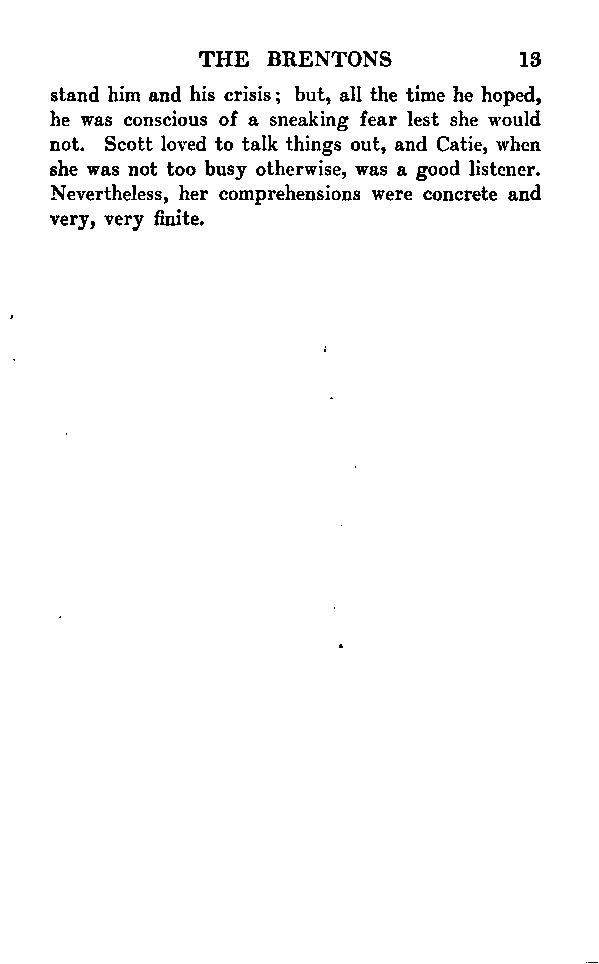 THE BRENTONS 13
stand him and his crisis; but, all the time he hoped,
he was conscious of a sneaking fear lest she would
not. Scott loved to talk things out, and Catie, when
she was not too busy otherwise, was a good listener.
Nevertheless, her comprehensions were concrete and
very, very finite.